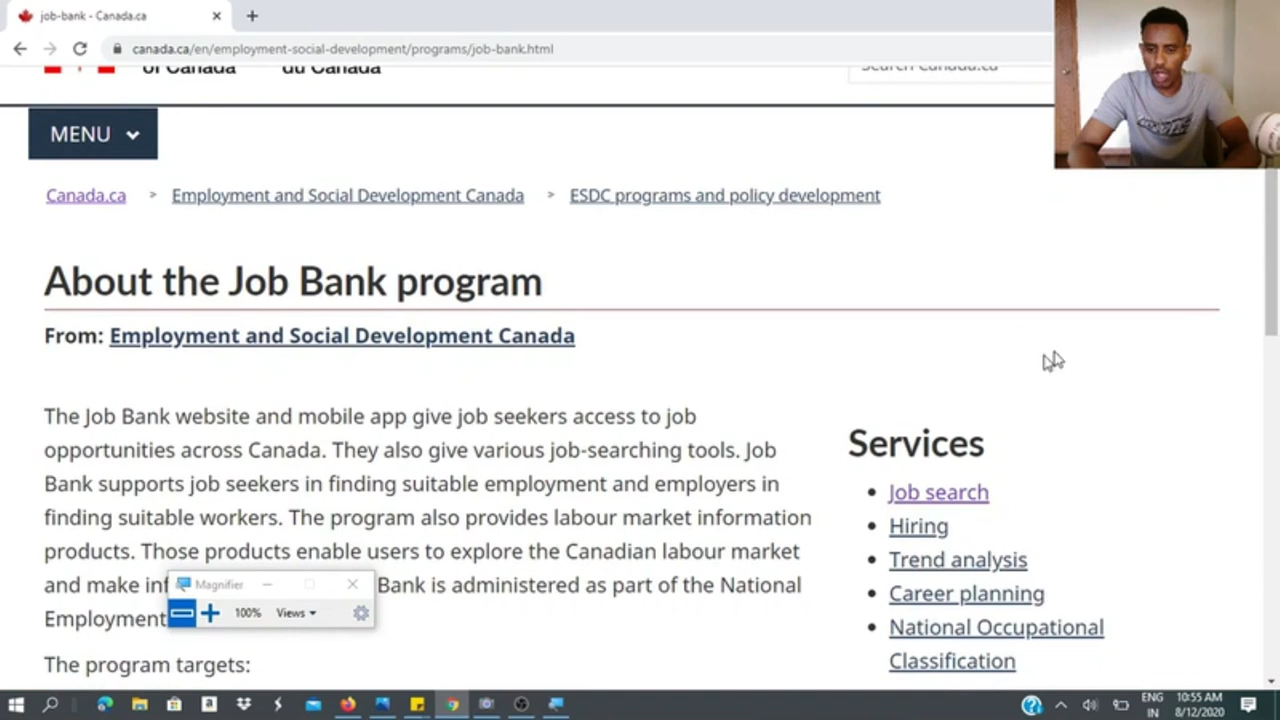 job-bank - Canada.ca
canada.ca/en/employment-social-development/programs/job-bank.html
of Canada du Canada
Search Canada.ca
MENU
Canada.ca > Employment and Social Development Canada > ESDC programs and policy development
About the Job Bank program
From: Employment and Social Development Canada
The Job Bank website and mobile app give job seekers access to job
opportunities across Canada. They also give various job-searching tools. Job
Bank supports job seekers in finding suitable employment and employers in
finding suitable workers. The program also provides labour market information
products. Those products enable users to explore the Canadian labour market
and make Bank is administered as part of the National
Employment
The program targets:
Magnifier
100% Views
Services
Job search
Hiring
Trend analysis
Career planning
National Occupational
Classification
ENG
IN
10:55 AM
8/12/2020